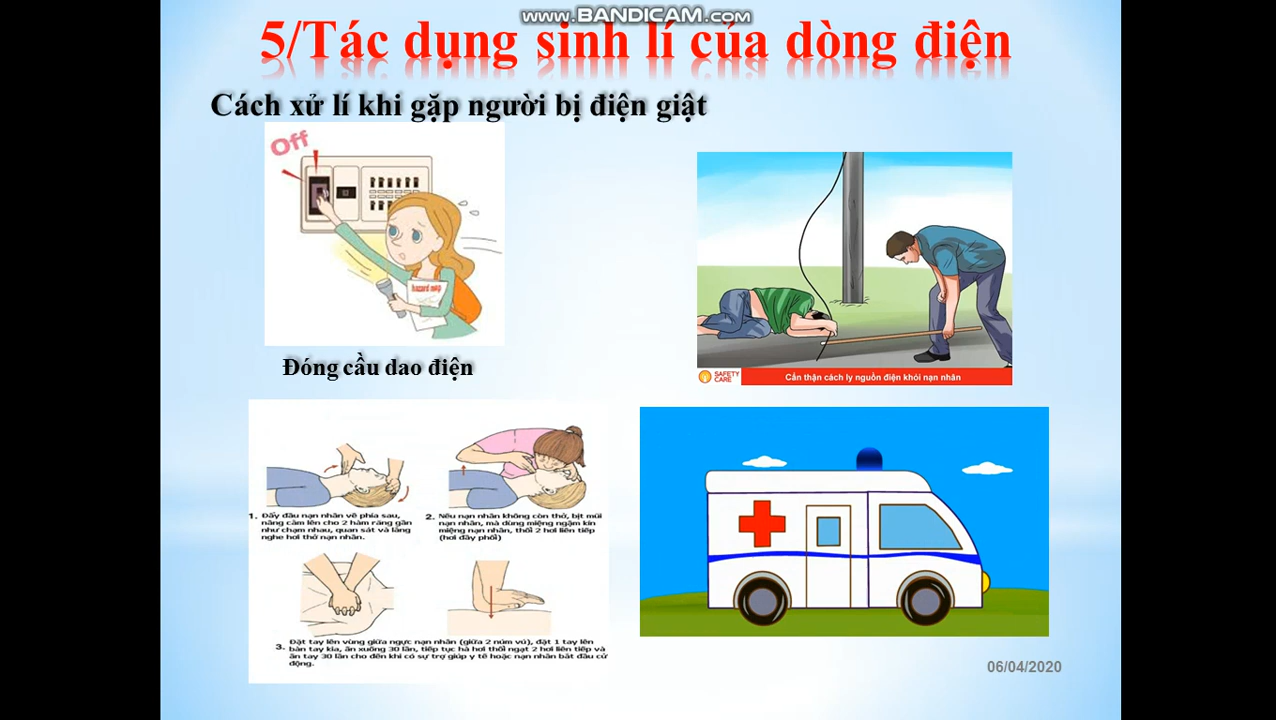 www.BANDICAM.com
5/Tác dụng sinh lí của dòng điện
Cách xử lí khi gặp người bị điện giật
Off
hazard map
Đóng cầu dao điện
SAFETY
CARE
Cẩn thận cách ly nguồn điện khỏi nạn nhân
1. Đẩy đầu nạn nhân về phía sau,
nâng cằm lên cho 2 hàm răng gần
như chạm nhau, quan sát và lắng
nghe hơi thở nạn nhân.
2. Nếu nạn nhân không còn thở, bịt mũi
nạn nhân, mà dùng miệng ngậm kín
miệng nạn nhân, thổi 2 hơi liên tiếp
(hơi đầy phổi)
3. Đặt tay lên vùng giữa ngực nạn nhân (giữa 2 núm vú), đặt 1 tay lên
bàn tay kia, ấn xuống 30 lần, tiếp tục hà hơi thổi ngạt 2 hơi liên tiếp và
ấn tay 30 lần cho đến khi có sự trợ giúp y tế hoặc nạn nhân bắt đầu cử
động.
06/04/2020